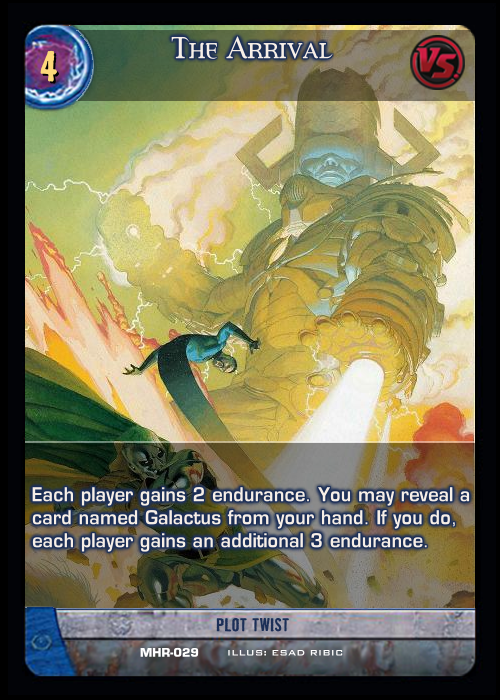 4
The Arrival
VS.
Each player gains 2 endurance. You may reveal a
card named Galactus from your hand. If you do,
each player gains an additional 3 endurance.
PLOT TWIST
MHR-029 ILLUS: ESAD RIBIC